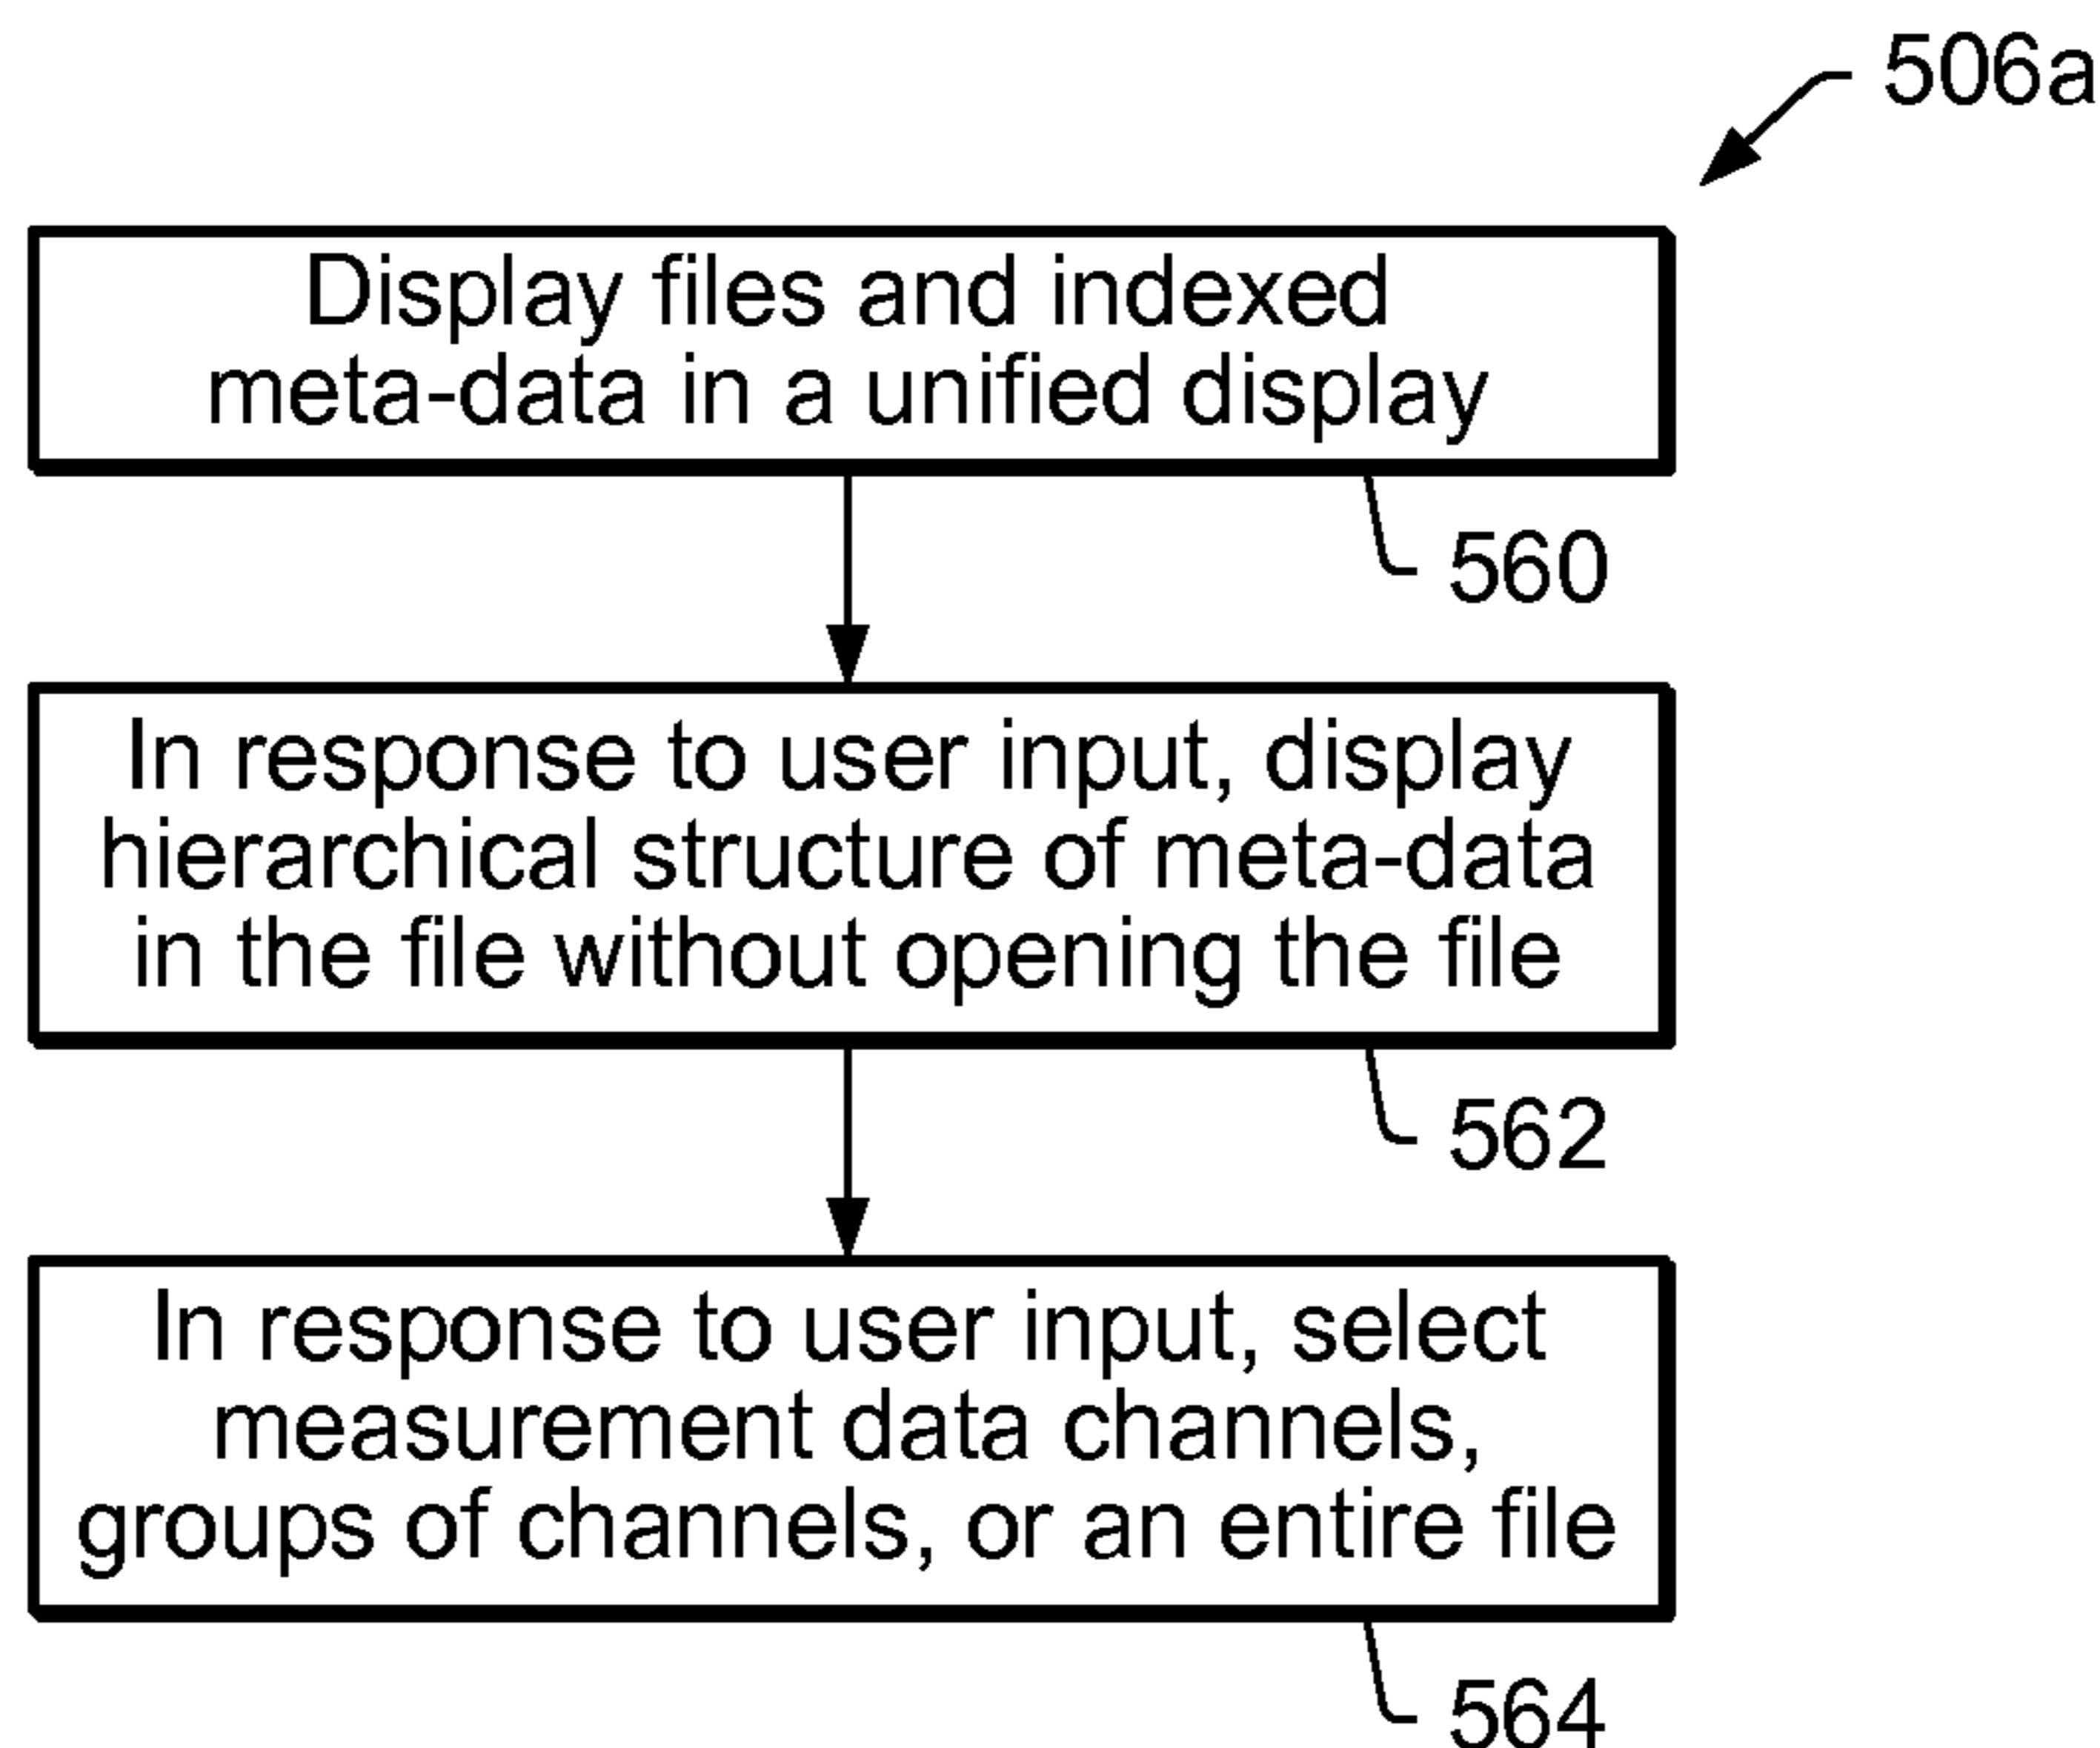 506a
Display files and indexed
meta-data in a unified display
560
In response to user input, display
hierarchical structure of meta-data
in the file without opening the file
562
In response to user input, select
measurement data channels,
groups of channels, or an entire file
564